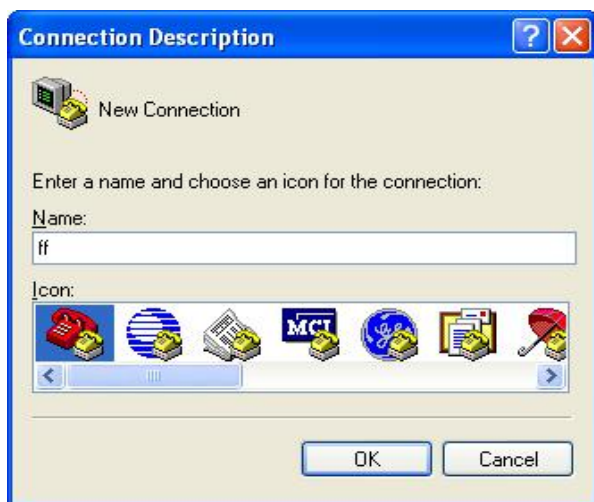 Connection Description
New Connection
Enter a name and choose an icon for the connection:
Name:
ff
Icon:
MCI
OK
Cancel